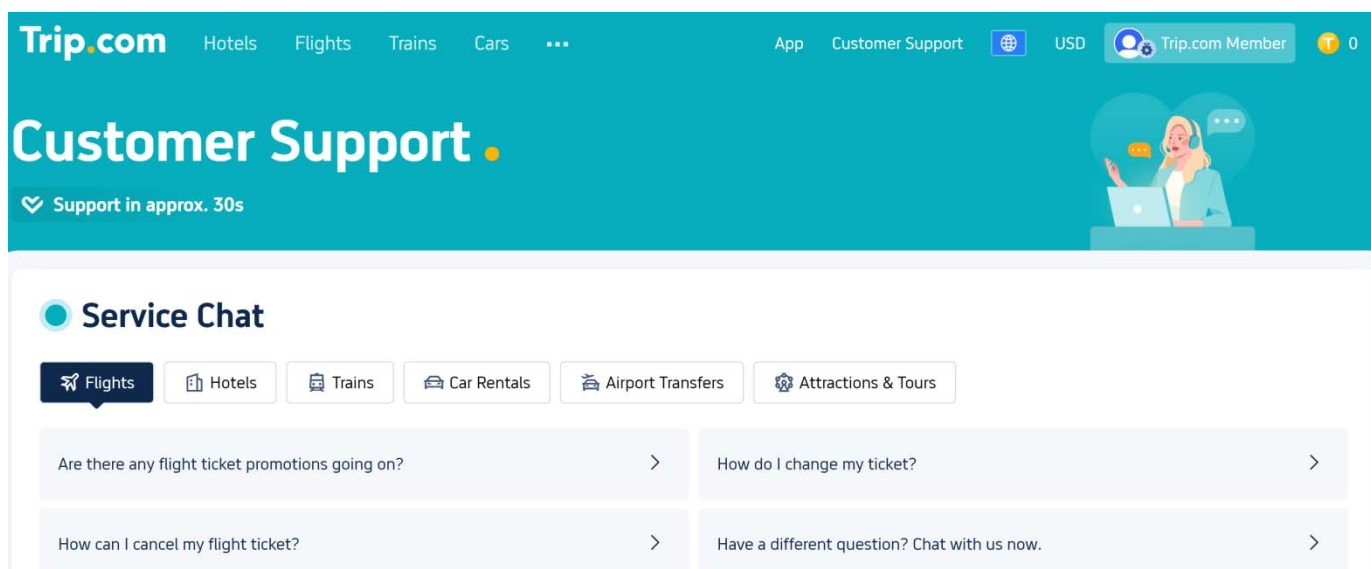 Trip.com Hotels Flights Trains Cars ••• App Customer Support USD Trip.com Member T 0
Customer Support.
Support in approx. 30s
Service Chat
Flights Hotels Trains Car Rentals Airport Transfers Attractions & Tours
Are there any flight ticket promotions going on? How do I change my ticket?
How can I cancel my flight ticket? Have a different question? Chat with us now.